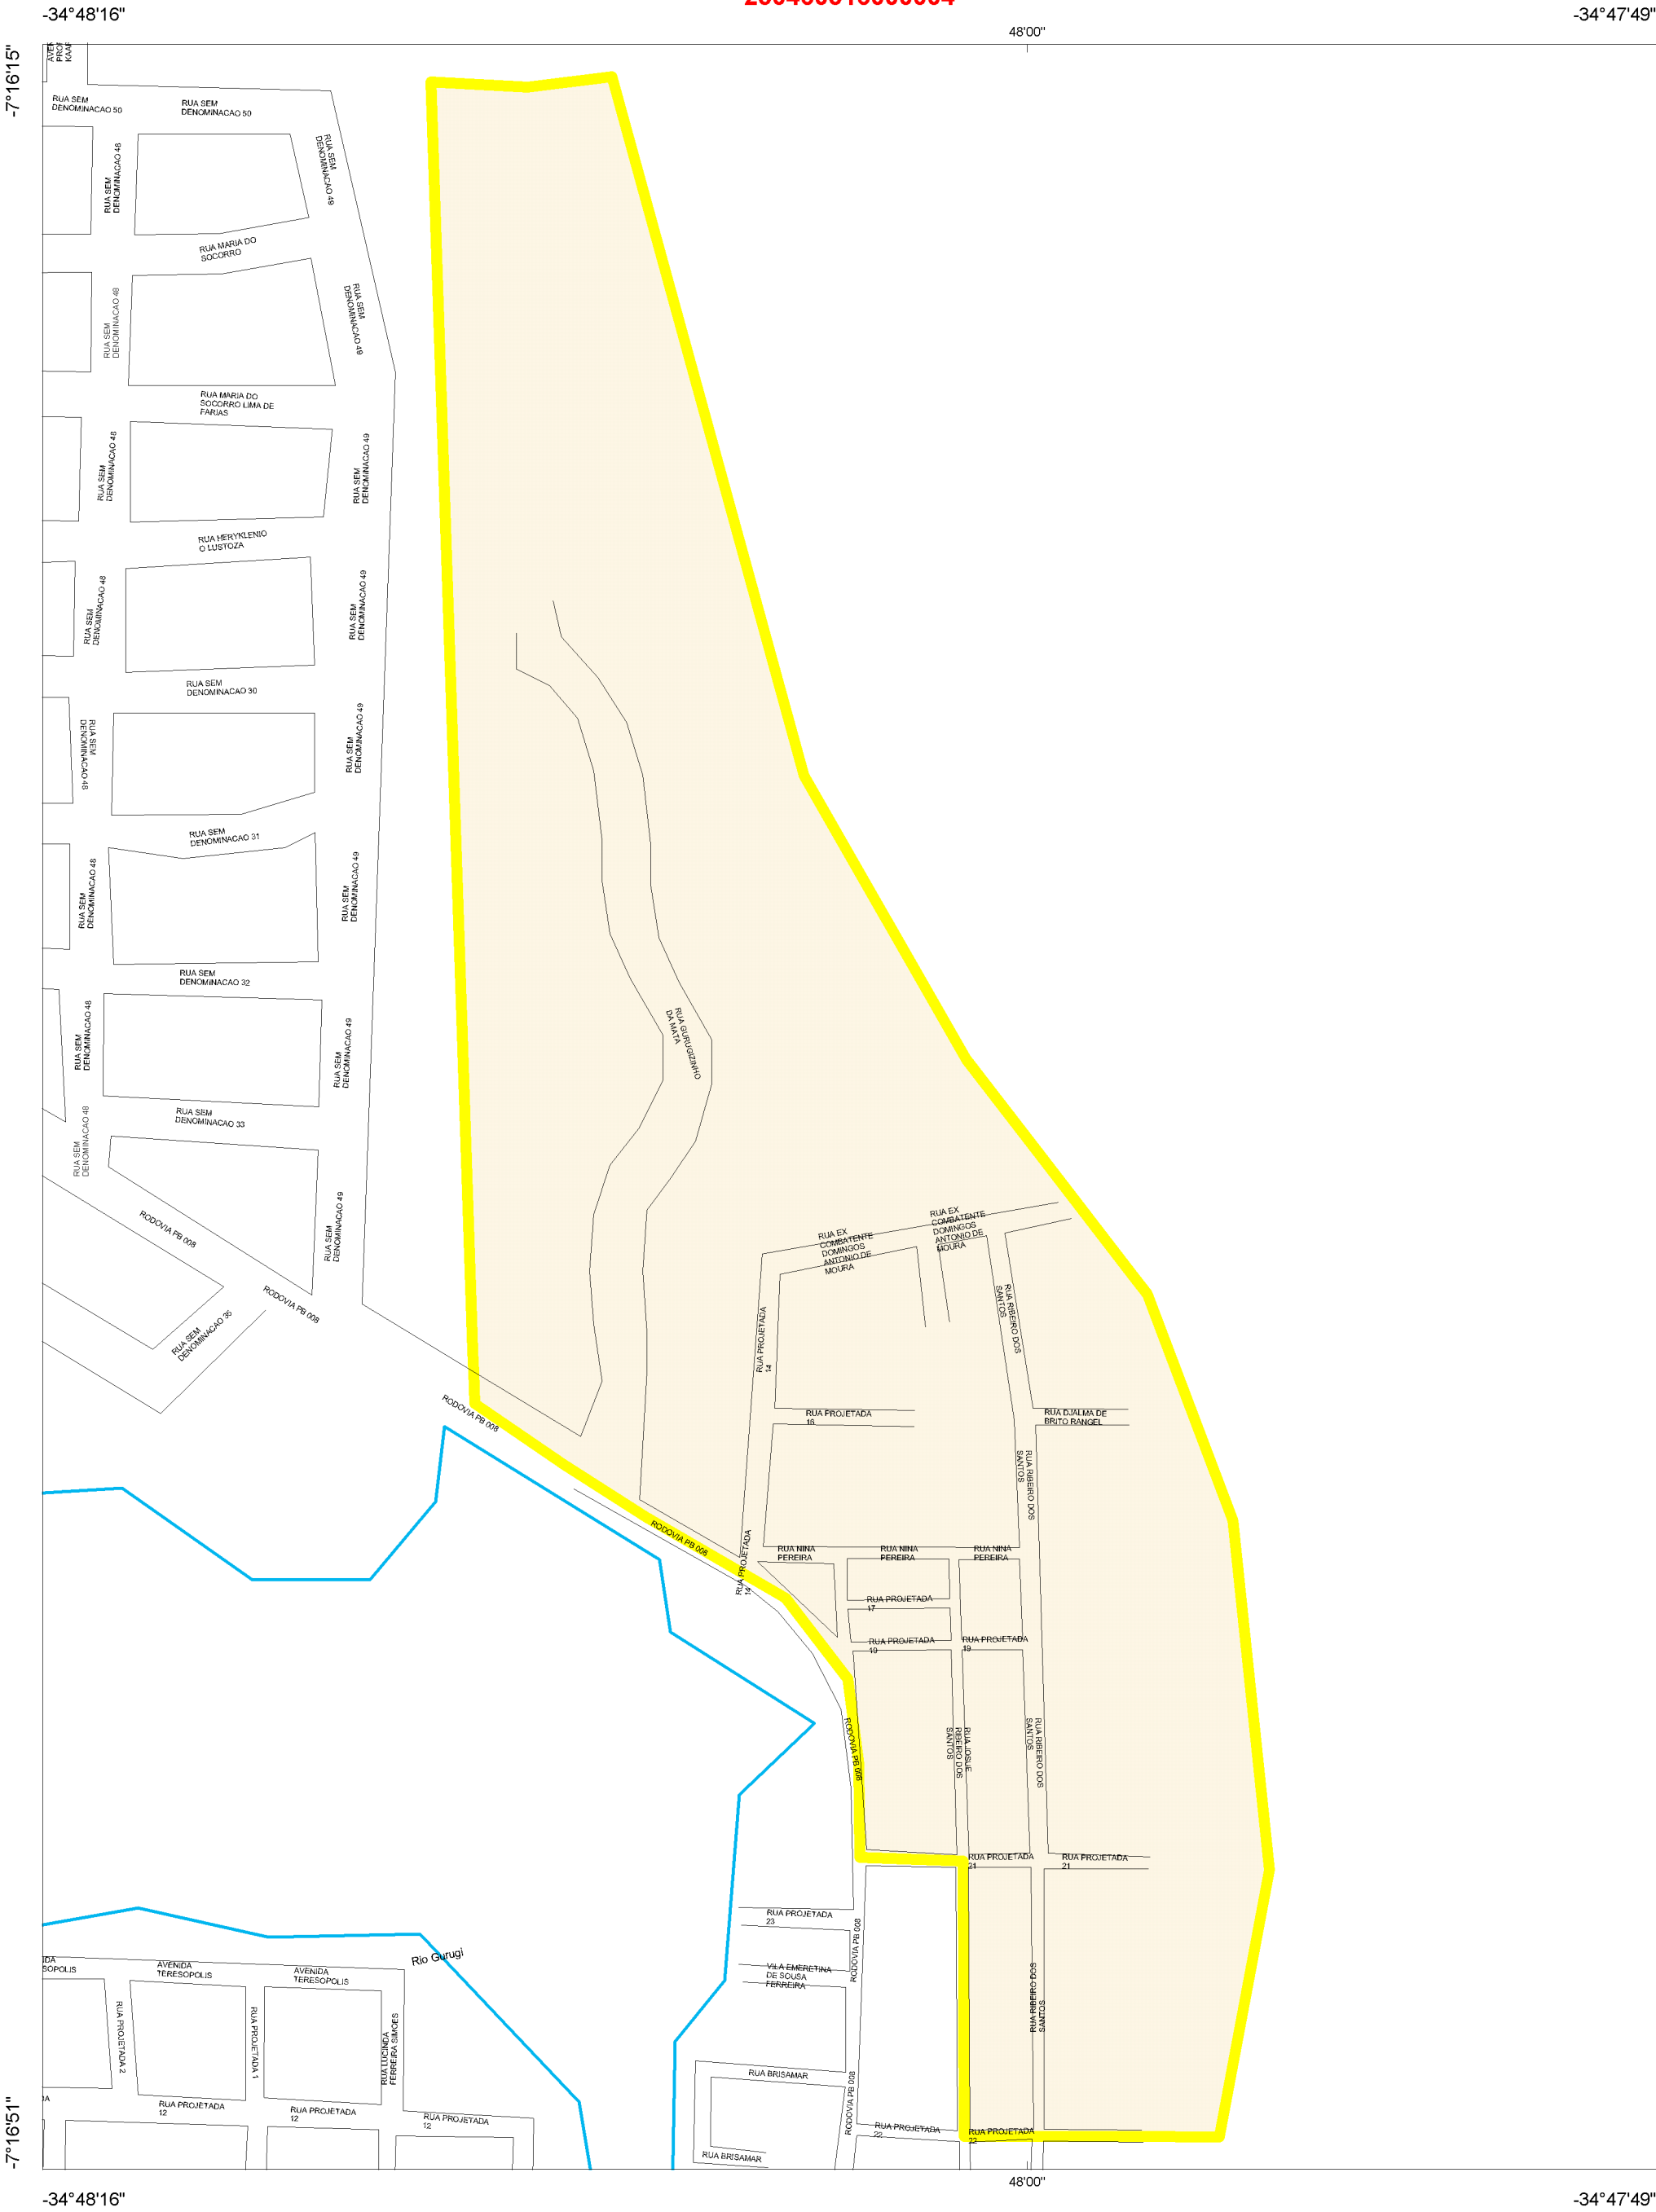 -34°48'16"
-34°47'49"
48'00"
-7°16'15"
RUA SEM
DENOMINACAO 50
RUA SEM
DENOMINACAO 50
RUA SEM
DENOMINACAO 48
RUA SEM
DENOMINACAO 49
RUA MARIA DO
SOCORRO
RUA SEM
DENOMINACAO 48
RUA SEM
DENOMINACAO 49
RUA MARIA DO
SOCORRO LIMA DE
FARIAS
RUA SEM
DENOMINACAO 48
RUA SEM
DENOMINACAO 49
RUA HERYKLENIO
O LUSTOZA
RUA SEM
DENOMINACAO 48
RUA SEM
DENOMINACAO 49
RUA SEM
DENOMINACAO 30
RUA SEM
DENOMINACAO 48
RUA SEM
DENOMINACAO 49
RUA SEM
DENOMINACAO 31
RUA SEM
DENOMINACAO 48
RUA SEM
DENOMINACAO 49
RUA SEM
DENOMINACAO 32
RUA SEM
DENOMINACAO 48
RUA SEM
DENOMINACAO 49
RUA GURUGIZINHO
DA MATA
RUA SEM
DENOMINACAO 33
RUA SEM
DENOMINACAO 48
RUA SEM
DENOMINACAO 49
RODOVIA PB 008
RODOVIA PB 008
RUA SEM
DENOMINACAO 36
RUA EX
COMBATENTE
DOMINGOS
ANTONIO DE
MOURA
RUA EX
COMBATENTE
DOMINGOS
ANTONIO DE
MOURA
RUA RIBEIRO DOS
SANTOS
RUA PROJETADA
14
RODOVIA PB 008
RUA PROJETADA
16
RUA DJALMA DE
BRITO RANGEL
RUA RIBEIRO DOS
SANTOS
RODOVIA PB 008
RUA PROJETADA
14
RUA NINA
PEREIRA
RUA NINA
PEREIRA
RUA NINA
PEREIRA
RUA PROJETADA
17
RUA PROJETADA
19
RUA PROJETADA
19
RODOVIA PB 008
RUA JOSUE
RIBEIRO DOS
SANTOS
RUA RIBEIRO DOS
SANTOS
RUA PROJETADA
21
RUA PROJETADA
21
RUA PROJETADA
23
RODOVIA PB 008
VILA EMERETINA
DE SOUSA
FERREIRA
RUA RIBEIRO DOS
SANTOS
Rio Gurugi
AVENIDA
TERESOPOLIS
AVENIDA
TERESOPOLIS
RUA PROJETADA 2
RUA PROJETADA 1
RUA LUCINDA
FERREIRA SIMOES
RUA BRISAMAR
RODOVIA PB 008
RUA PROJETADA
12
RUA PROJETADA
12
RUA PROJETADA
12
RUA PROJETADA
22
RUA PROJETADA
22
RUA BRISAMAR
-7°16'51"
48'00"
-34°48'16"
-34°47'49"